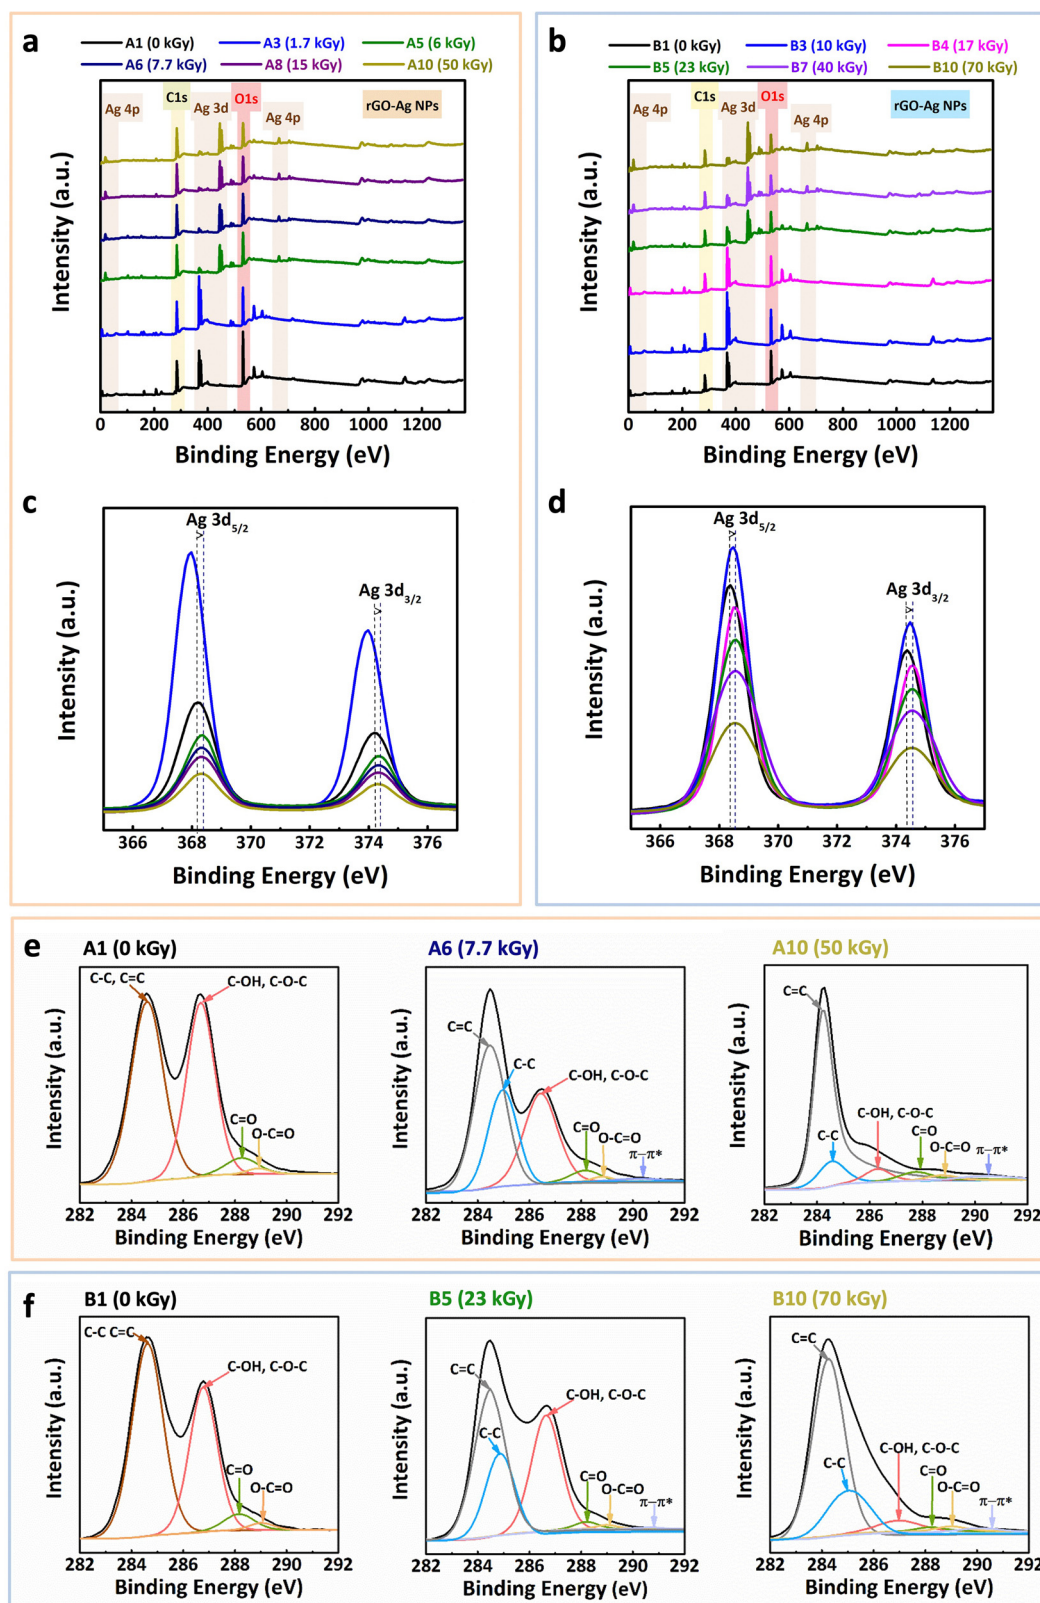 a
A1 (0 kGy) A3 (1.7 kGy) A5 (6 kGy)
A6 (7.7 kGy) A8 (15 kGy) A10 (50 kGy)
Ag 4p C1s Ag 3d O1s Ag 4p rGO-Ag NPs
Intensity (a.u.)
0 200 400 600 800 1000 1200
Binding Energy (eV)
b
B1 (0 kGy) B3 (10 kGy) B4 (17 kGy)
B5 (23 kGy) B7 (40 kGy) B10 (70 kGy)
Ag 4p C1s Ag 3d O1s Ag 4p rGO-Ag NPs
Intensity (a.u.)
0 200 400 600 800 1000 1200
Binding Energy (eV)
c
Ag 3d5/2
Ag 3d3/2
Intensity (a.u.)
366 368 370 372 374 376
Binding Energy (eV)
d
Ag 3d5/2
Ag 3d3/2
Intensity (a.u.)
366 368 370 372 374 376
Binding Energy (eV)
e
A1 (0 kGy)
C-C, C=C
C-OH, C-O-C
C=O
O-C=O
Intensity (a.u.)
282 284 286 288 290 292
Binding Energy (eV)
A6 (7.7 kGy)
C=C
C-C
C-OH, C-O-C
C=O
O-C=O
π–π*
Intensity (a.u.)
282 284 286 288 290 292
Binding Energy (eV)
A10 (50 kGy)
C=C
C-C
C-OH, C-O-C
C=O
O-C=O
π–π*
Intensity (a.u.)
282 284 286 288 290 292
Binding Energy (eV)
f
B1 (0 kGy)
C-C C=C
C-OH, C-O-C
C=O
O-C=O
Intensity (a.u.)
282 284 286 288 290 292
Binding Energy (eV)
B5 (23 kGy)
C=C
C-C
C-OH, C-O-C
C=O
O-C=O
π–π*
Intensity (a.u.)
282 284 286 288 290 292
Binding Energy (eV)
B10 (70 kGy)
C=C
C-C
C-OH, C-O-C
C=O
O-C=O
π–π*
Intensity (a.u.)
282 284 286 288 290 292
Binding Energy (eV)